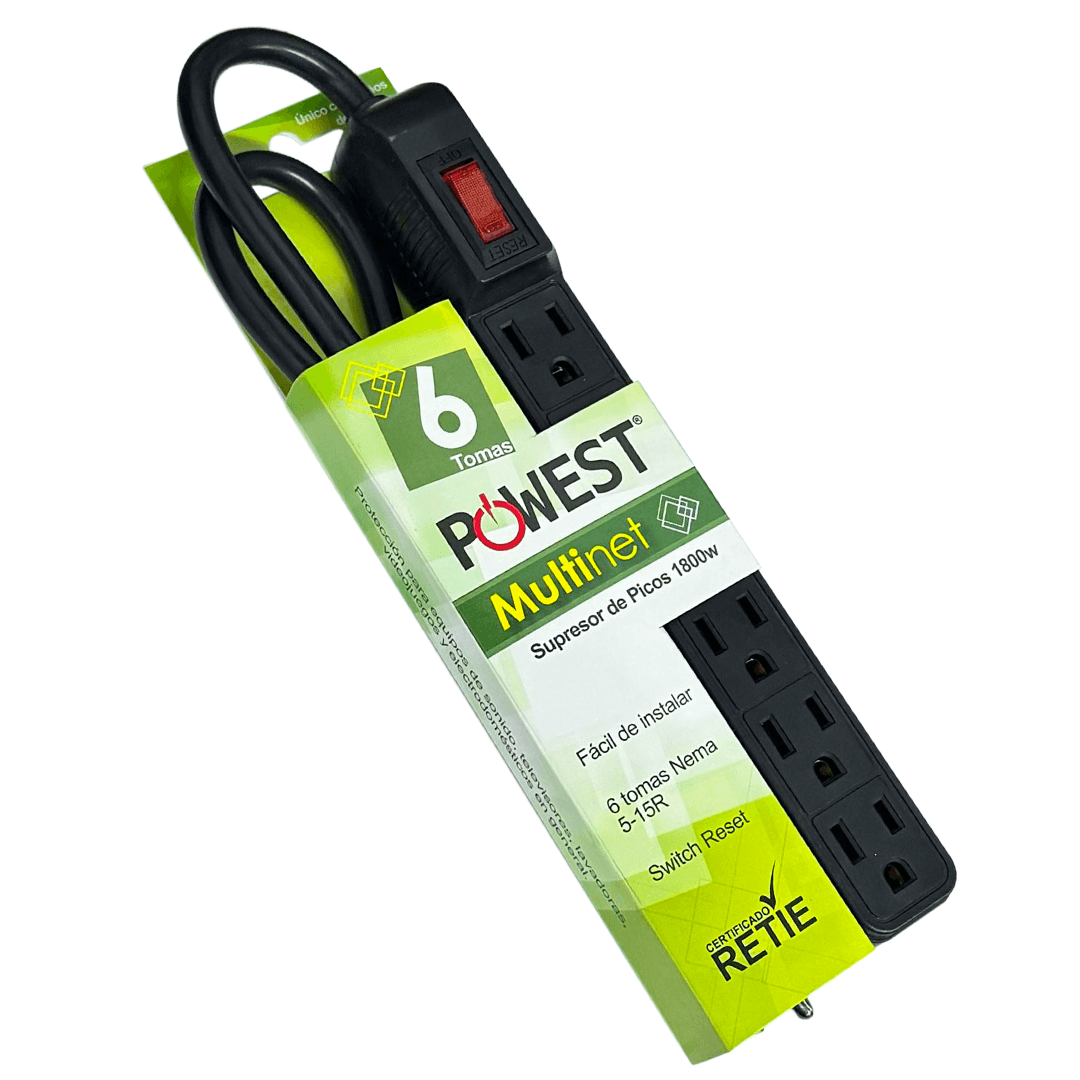 Único c
de
OFF
RESET
6
Tomas
POWEST®
Multinet
Supresor de Picos 1800w
Fácil de instalar
6 tomas Nema
5-15R
Switch Reset
CERTIFICADO
RETIE
Protección para equipos de sonido, televisores, lavadoras,
videojuegos y electrodomésticos en general.